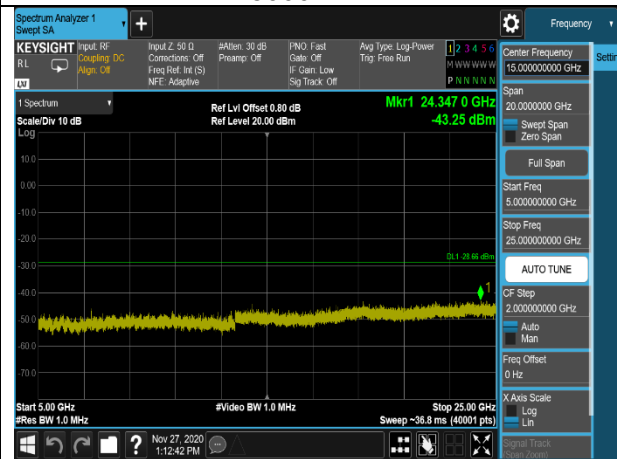 Spectrum Analyzer 1
Swept SA
Frequency
KEYSIGHT
RL
Input: RF
Coupling: DC
Align: Off
Input Z: 50 Ω
Corrections: Off
Freq Ref: Int (S)
NFE: Adaptive
#Atten: 30 dB
Preamp: Off
PNO: Fast
Gate: Off
IF Gain: Low
Sig Track: Off
Avg Type: Log-Power
Trig: Free Run
1 2 3 4 5 6
M W W W W W
P N N N N N
1 Spectrum
Scale/Div 10 dB
Log
Ref Lvl Offset 0.80 dB
Ref Level 20.00 dBm
Mkr1 24.347 0 GHz
-43.25 dBm
10.0
0.00
-10.0
-20.0
-30.0
-40.0
-50.0
-60.0
-70.0
1
Start 5.00 GHz
#Res BW 1.0 MHz
#Video BW 1.0 MHz
Stop 25.00 GHz
Sweep ~36.8 ms (40001 pts)
Nov 27, 2020
1:12:42 PM
Center Frequency
15.000000000 GHz
Span
20.0000000 GHz
Swept Span
Zero Span
Full Span
Start Freq
5.000000000 GHz
Stop Freq
25.000000000 GHz
AUTO TUNE
CF Step
2.000000000 GHz
Auto
Man
Freq Offset
0 Hz
X Axis Scale
Log
Lin
Signal Track
(Span Zoom)